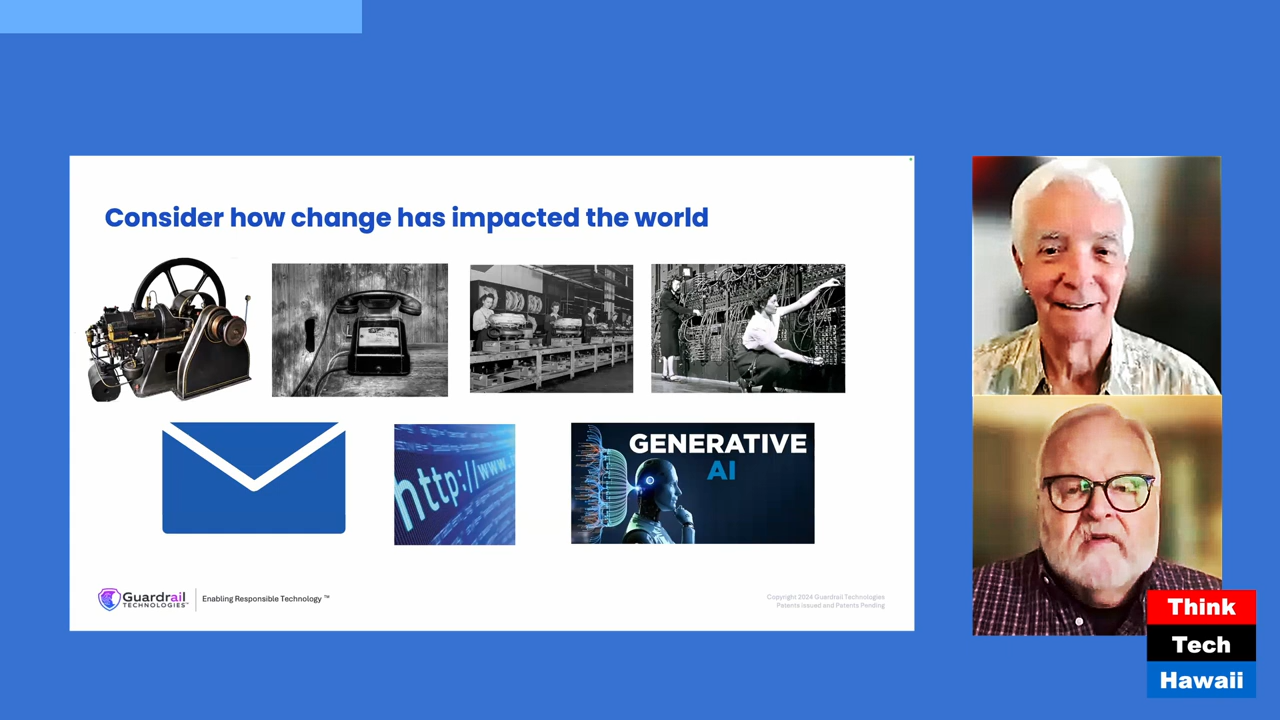 Consider how change has impacted the world
GENERATIVE
AI
http://www.
Guardrail
TECHNOLOGIES™
Enabling Responsible Technology ™
Copyright 2024 Guardrail Technologies
Patents Issued and Patents Pending
Think
Tech
Hawaii